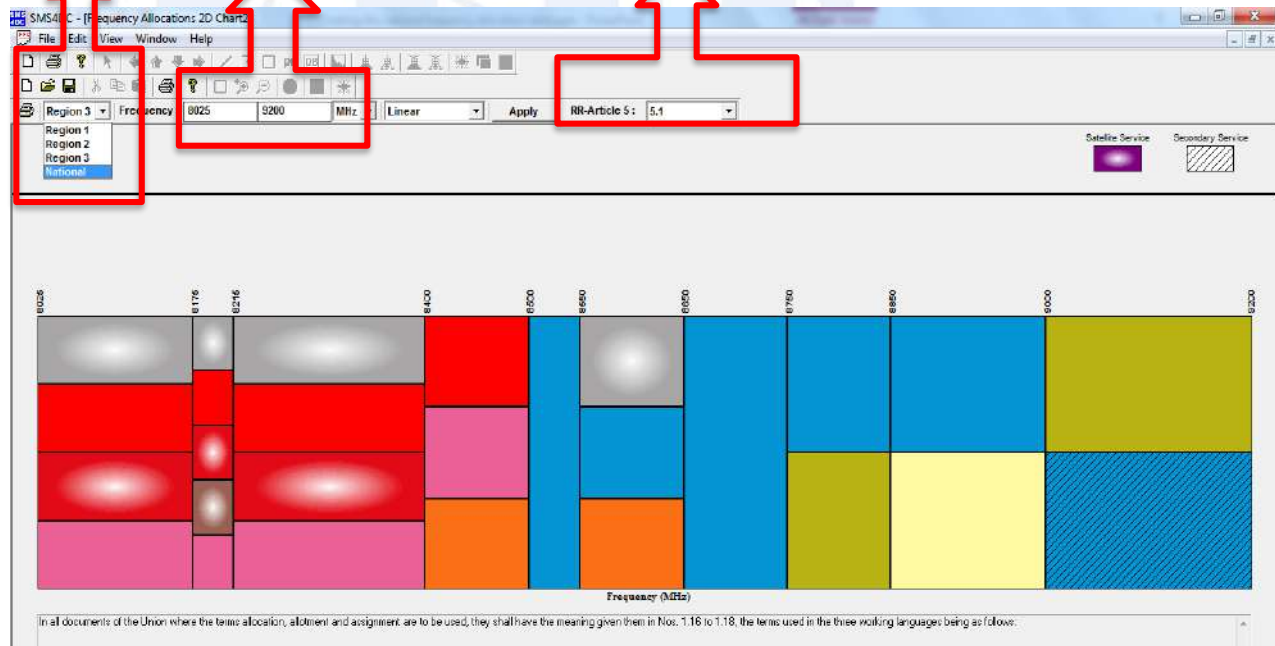 SMS4DC - [Frequency Allocations 2D Chart2
File Edit View Window Help
Region 3 Frequency 8025 9200 MHz Linear Apply RR-Article 5 : 5.1
Region 1
Region 2
Region 3
National
Satellite Service Secondary Service
8025 8175 8215 8400 8500 8550 8650 8750 8850 9000 9200
Frequency (MHz)
In all documents of the Union where the terms allocation, allotment and assignment are to be used, they shall have the meaning given them in Nos. 1.16 to 1.18, the terms used in the three working languages being as follows: